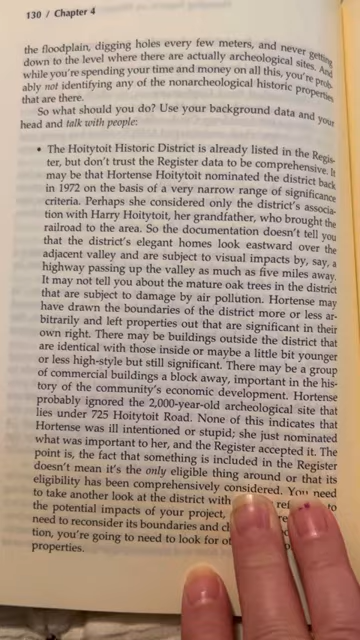 130 / Chapter 4
the floodplain, digging holes every few meters, and never getting
down to the level where there are actually archeological sites. And
while you're spending your time and money on all this, you're prob-
ably not identifying any of the nonarcheological historic properties
that are there.
So what should you do? Use your background data and your
head and talk with people:
• The Hoitytoit Historic District is already listed in the Regis-
ter, but don't trust the Register data to be comprehensive. It
may be that Hortense Hoitytoit nominated the district back
in 1972 on the basis of a very narrow range of significance
criteria. Perhaps she considered only the district's associa-
tion with Harry Hoitytoit, her grandfather, who brought the
railroad to the area. So the documentation doesn't tell you
that the district's elegant homes look eastward over the
adjacent valley and are subject to visual impacts by, say, a
highway passing up the valley as much as five miles away.
It may not tell you about the mature oak trees in the district
that are subject to damage by air pollution. Hortense may
have drawn the boundaries of the district more or less ar-
bitrarily and left properties out that are significant in their
own right. There may be buildings outside the district that
are identical with those inside or maybe a little bit younger
or less high-style but still significant. There may be a group
of commercial buildings a block away, important in the his-
tory of the community's economic development. Hortense
probably ignored the 2,000-year-old archeological site that
lies under 725 Hoitytoit Road. None of this indicates that
Hortense was ill intentioned or stupid; she just nominated
what was important to her, and the Register accepted it. The
point is, the fact that something is included in the Register
doesn't mean it's the only eligible thing around or that its
eligibility has been comprehensively considered. You need
to take another look at the district with to
the potential impacts of your project,
need to reconsider its boundaries and
tion, you're going to need to look for
properties.